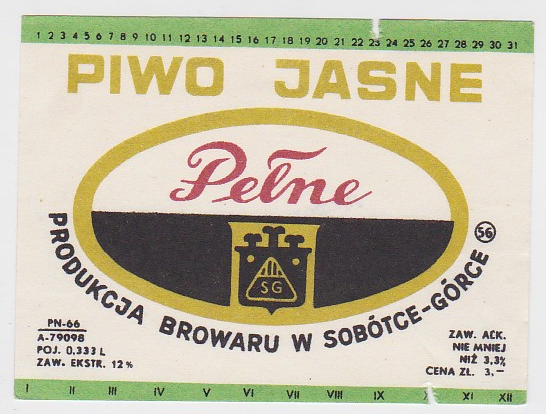 1 2 3 4 5 6 7 8 9 10 11 12 13 14 15 16 17 18 19 20 21 22 23 24 25 26 27 28 29 30 31
PIWO JASNE
Pełne
SG
PRODUKCJA BROWARU W SOBÓTCE-GÓRCE
56
PN-66
A-79098
POJ. 0,333 L
ZAW. EKSTR. 12%
ZAW. ALK.
NIE MNIEJ
NIŻ 3,3%
CENA ZŁ. 3,—
I II III IV V VI VII VIII IX X XI XII